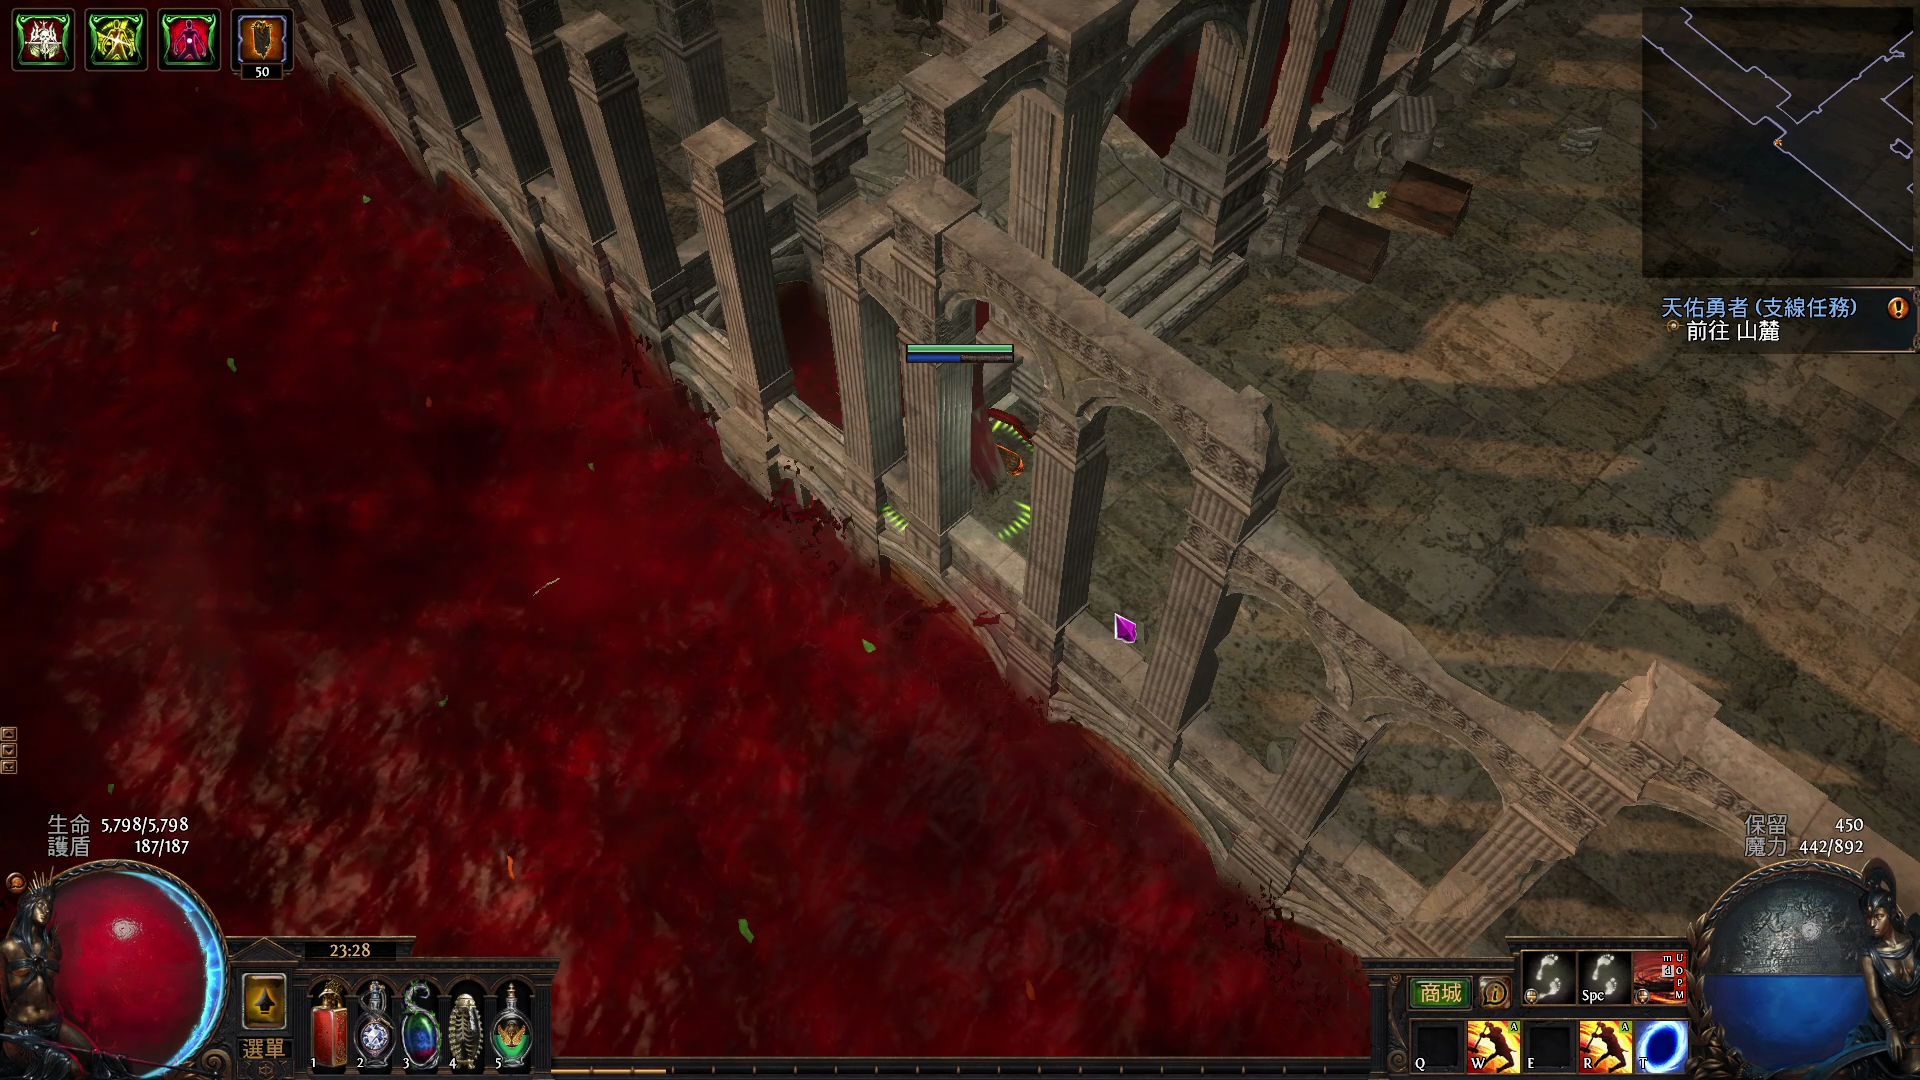 50
天佑勇者 (支線任務)
前往 山麓
生命 5,798/5,798
護盾 187/187
保留 450
魔力 442/892
23:28
選單
1
2
3
4
5
商城
Spc
m U
d O
P
M
Q
W A
E
R A
T